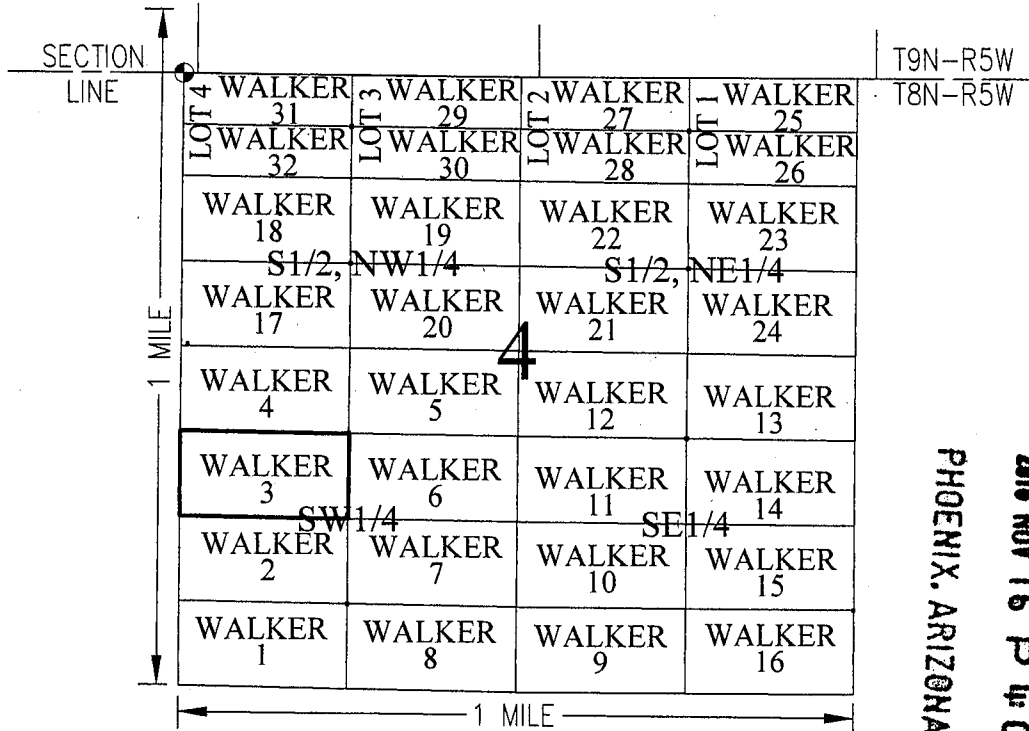 SECTION
LINE
T9N-R5W
T8N-R5W
1 MILE
LOT 4
WALKER
31
WALKER
32
LOT 3
WALKER
29
WALKER
30
LOT 2
WALKER
27
WALKER
28
LOT 1
WALKER
25
WALKER
26
WALKER
18
WALKER
19
WALKER
22
WALKER
23
S1/2, NW1/4
S1/2, NE1/4
WALKER
17
WALKER
20
WALKER
21
WALKER
24
4
WALKER
4
WALKER
5
WALKER
12
WALKER
13
WALKER
3
WALKER
6
WALKER
11
WALKER
14
SW1/4
SE1/4
WALKER
2
WALKER
7
WALKER
10
WALKER
15
WALKER
1
WALKER
8
WALKER
9
WALKER
16
1 MILE
NOV 16 P
PHOENIX, ARIZONA